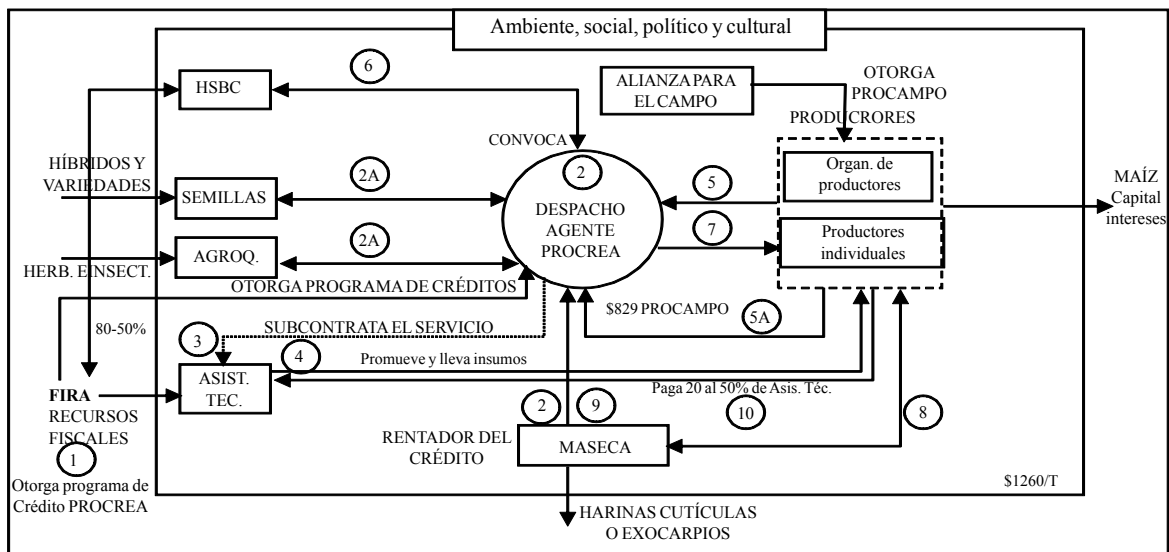 Ambiente, social, político y cultural
6
HSBC
ALIANZA PARA
EL CAMPO
OTORGA
PROCAMPO
PRODUCRORES
CONVOCA
2
HÍBRIDOS Y
VARIEDADES
SEMILLAS
2A
DESPACHO
AGENTE
PROCREA
5
7
Organ. de
productores
Productores
individuales
MAÍZ
Capital
intereses
2A
AGROQ.
HERB. E INSECT.
OTORGA PROGRAMA DE CRÉDITOS
$829 PROCAMPO
5A
80-50%
SUBCONTRATA EL SERVICIO
3
4
Promueve y lleva insumos
ASIST.
TEC.
Paga 20 al 50% de Asis. Téc.
FIRA
RECURSOS
FISCALES
1
Otorga programa de
Crédito PROCREA
2
9
10
8
RENTADOR DEL
CRÉDITO
MASECA
$1260/T
HARINAS CUTÍCULAS
O EXOCARPIOS